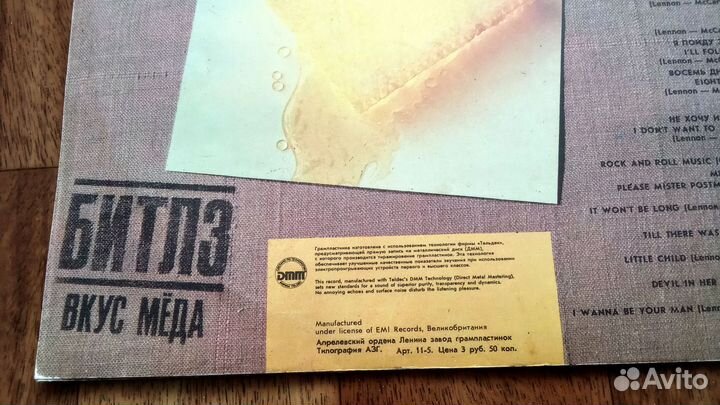 БИТЛЗ
ВКУС МЁДА
DMM
Грампластинка изготовлена с использованием технологии фирмы «Тельдек»,
предусматривающей прямую запись на металлический диск (ДММ),
с которого производится тиражирование грампластинок. Эта технология
обеспечивает улучшенные качественные показатели звучания при использовании
электропроигрывающих устройств первого и высшего классов.
This record, manufactured with Teldec's DMM Technology (Direct Metal Mastering),
sets new standards for a sound of superior purity, transparency and dynamics.
No annoying echoes and surface noise disturb the listening pleasure.
Manufactured
under license of EMI Records, Великобритания
Апрелевский ордена Ленина завод грампластинок
Типография АЗГ. Арт. 11-5. Цена 3 руб. 50 коп.
(Lennon — McCa
Я ПОЙДУ З
I'LL FOL
(Lennon — McCa
ВОСЕМЬ ДН
EIGHT
(Lennon — Mc
НЕ ХОЧУ И
I DON'T WANT TO
(Lennon
ROCK AND ROLL MUSIC
PLEASE MISTER POSTM
IT WON'T BE LONG (Lennon
TILL THERE WAS
LITTLE CHILD (Lennon
DEVIL IN HER
I WANNA BE YOUR MAN (Lenn
Avito